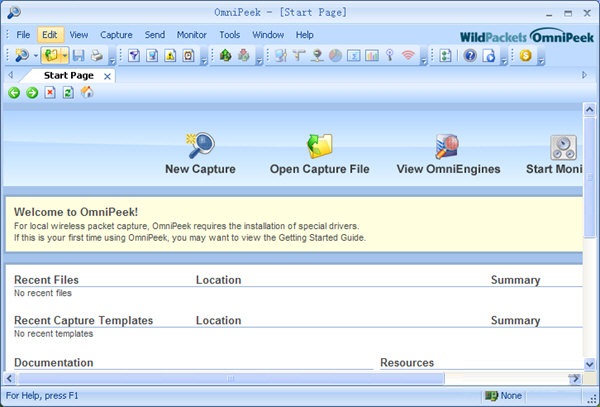 OmniPeek - [Start Page]
File Edit View Capture Send Monitor Tools Window Help
WildPackets OmniPeek
Start Page
New Capture Open Capture File View OmniEngines Start Moni
Welcome to OmniPeek!
For local wireless packet capture, OmniPeek requires the installation of special drivers.
If this is your first time using OmniPeek, you may want to view the Getting Started Guide.
Recent Files Location Summary
No recent files
Recent Capture Templates Location Summary
No recent templates
Documentation Resources
For Help, press F1 None